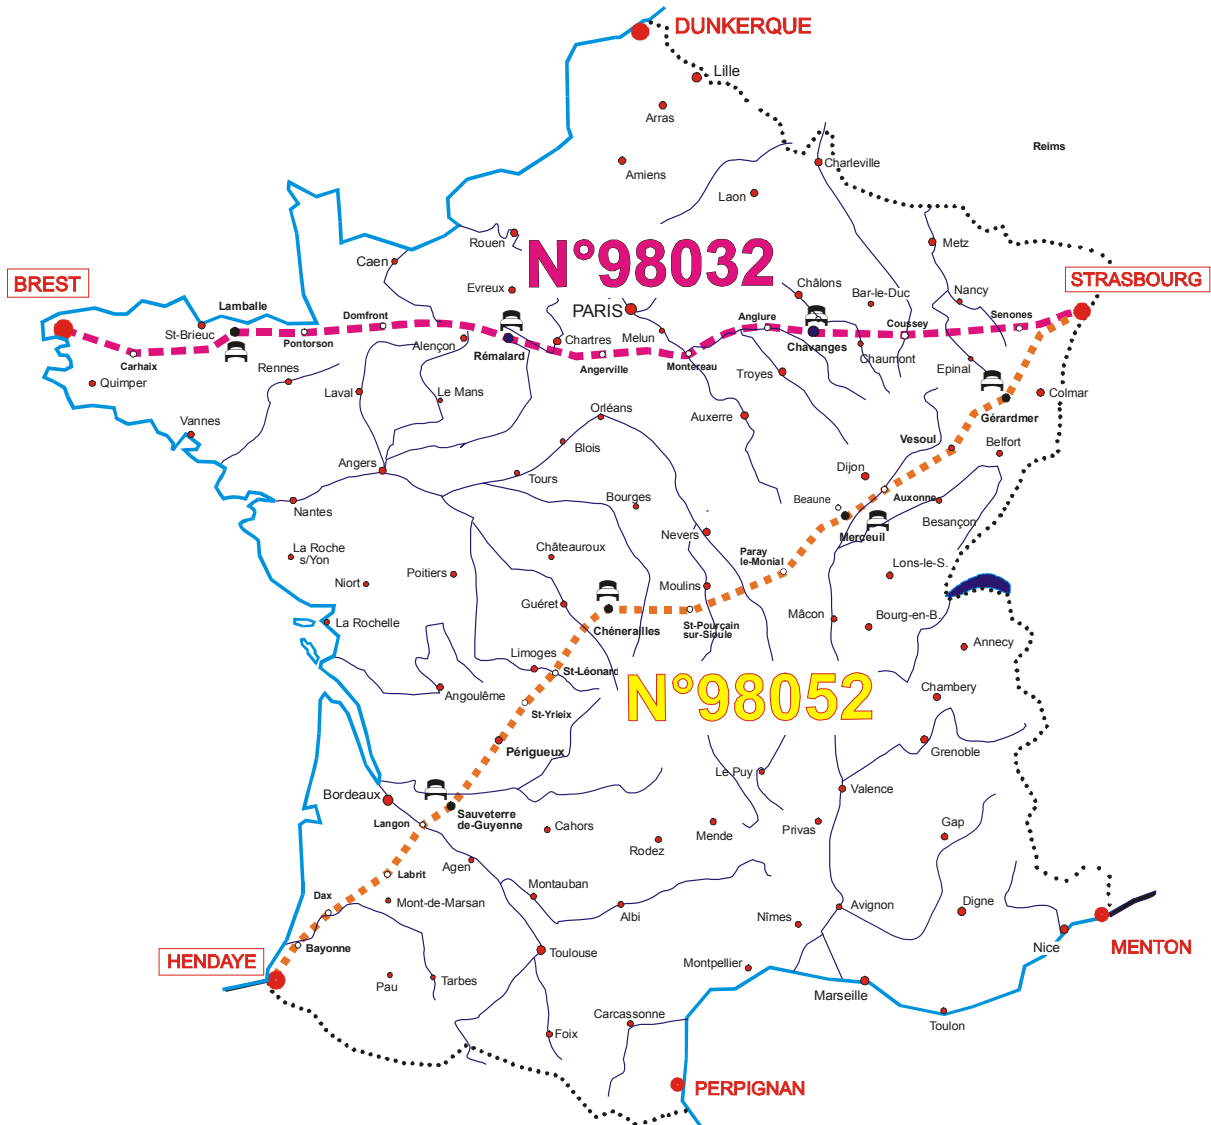 DUNKERQUE
Lille
Arras
Reims
Amiens
Charleville
Laon
Rouen
Metz
N°98032
Caen
BREST
STRASBOURG
Evreux
Châlons
Bar-le-Duc
Nancy
Lamballe
PARIS
Domfront
Anglure
Coussey
Senones
St-Brieuc
Pontorson
Alençon
Chartres
Melun
Chavanges
Rémalard
Carhaix
Angerville
Montereau
Chaumont
Epinal
Rennes
Troyes
Quimper
Laval
Le Mans
Colmar
Orléans
Auxerre
Gérardmer
Vannes
Blois
Vesoul
Belfort
Angers
Dijon
Tours
Bourges
Beaune
Auxonne
Nantes
Besançon
Nevers
Merceuil
La Roche
s/Yon
Châteauroux
Paray
le-Monial
Lons-le-S.
Niort
Poitiers
Moulins
Guéret
Mâcon
Bourg-en-B.
La Rochelle
Chénerailles
St-Pourçain
sur-Sioule
Annecy
Limoges
St-Léonard
Angoulême
N°98052
Chambery
St-Yrieix
Périgueux
Grenoble
Le Puy
Bordeaux
Valence
Sauveterre
de-Guyenne
Langon
Cahors
Mende
Privas
Gap
Rodez
Agen
Labrit
Montauban
Dax
Mont-de-Marsan
Albi
Nîmes
Avignon
Digne
Bayonne
Nice
MENTON
HENDAYE
Toulouse
Montpellier
Pau
Tarbes
Marseille
Carcassonne
Toulon
Foix
PERPIGNAN